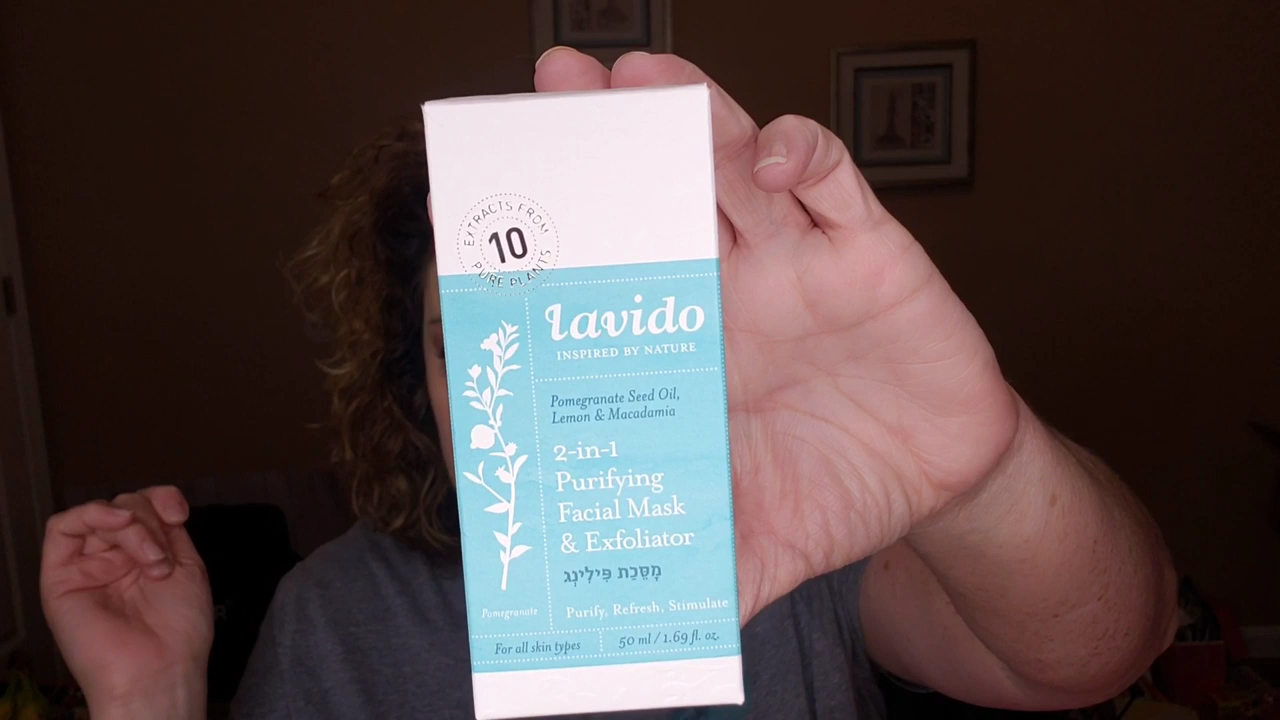 EXTRACTS FROM
10
PURE PLANTS
lavido
INSPIRED BY NATURE
Pomegranate Seed Oil,
Lemon & Macadamia
2-in-1
Purifying
Facial Mask
& Exfoliator
מָסֵכַת פִּילִינְג
Pomegranate
Purify, Refresh, Stimulate
For all skin types
50 ml / 1.69 fl. oz.